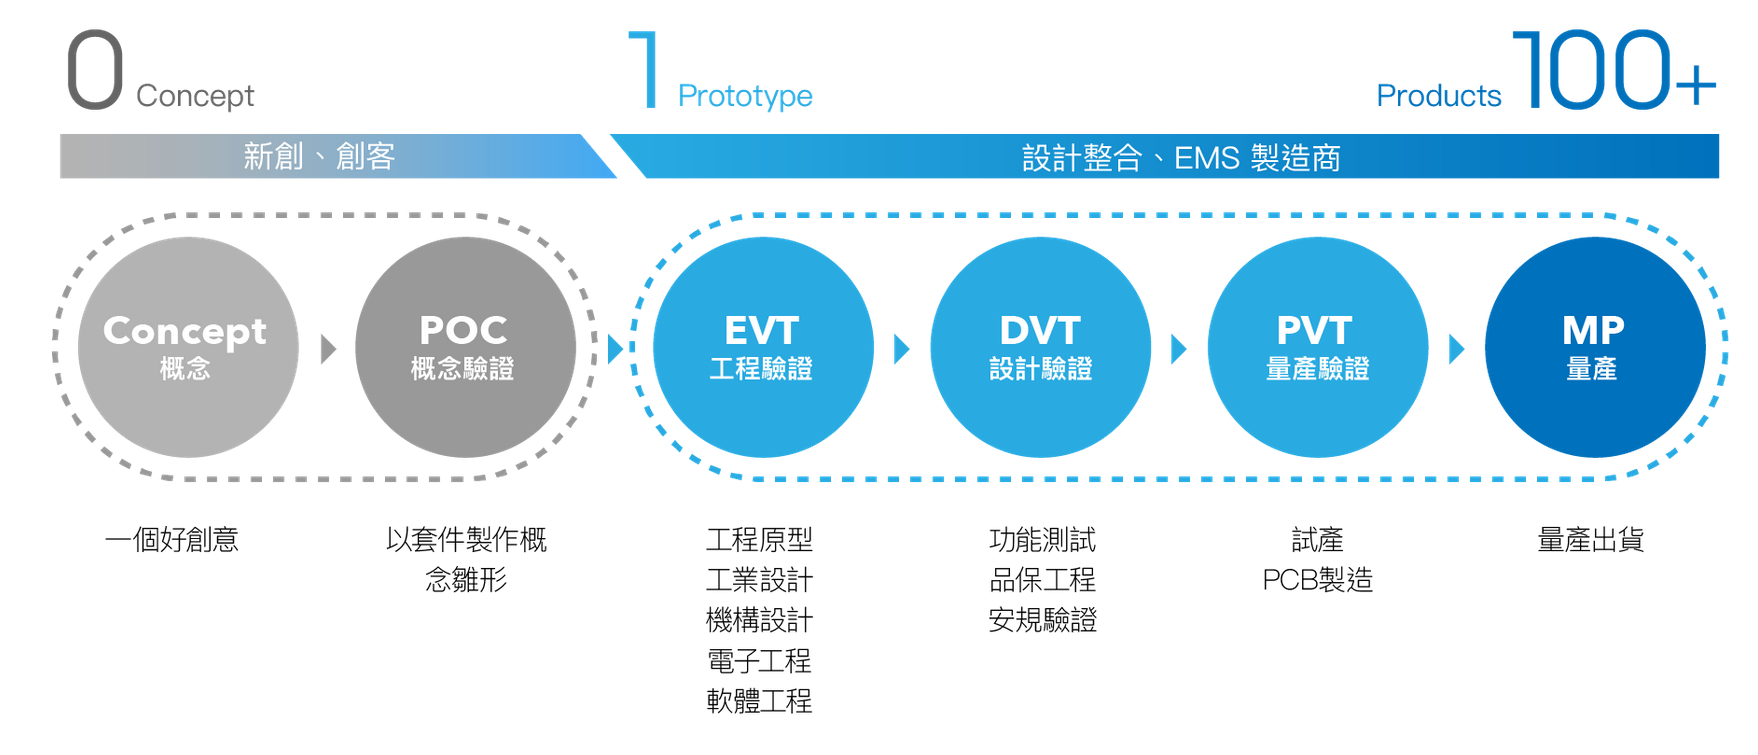 0 Concept
1 Prototype
Products 100+
新創、創客
設計整合、EMS 製造商
Concept
概念
POC
概念驗證
EVT
工程驗證
DVT
設計驗證
PVT
量產驗證
MP
量產
一個好創意
以套件製作概
念雛形
工程原型
工業設計
機構設計
電子工程
軟體工程
功能測試
品保工程
安規驗證
試產
PCB製造
量產出貨